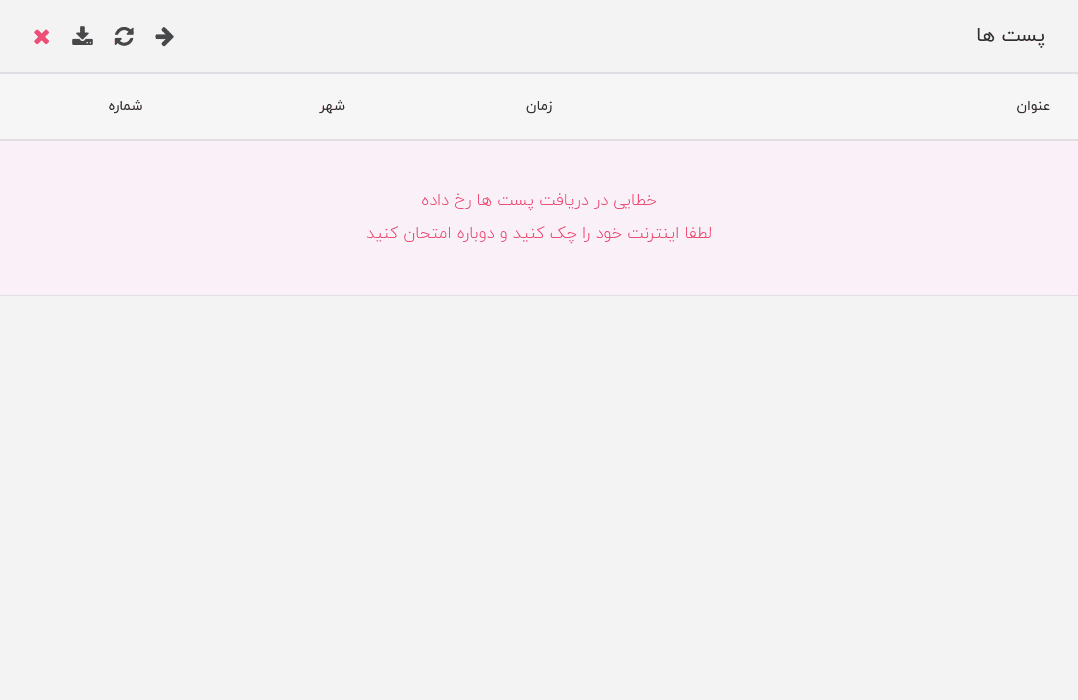 پست ها
عنوان زمان شهر شماره
خطایی در دریافت پست ها رخ داده
لطفا اینترنت خود را چک کنید و دوباره امتحان کنید